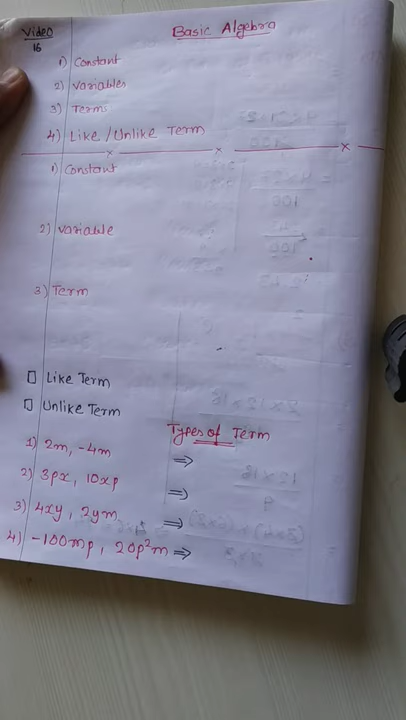 Video
16
Basic Algebra
1) Constant
2) Variables
3) Terms
4) Like / Unlike Term
1) Constant
2) variable
3) Term
Like Term
Unlike Term
Types of Term
1) 2m, -4m ⇒
2) 3px, 10xp ⇒
3) 4xy, 2ym ⇒
4) -100mp, 20p²m ⇒